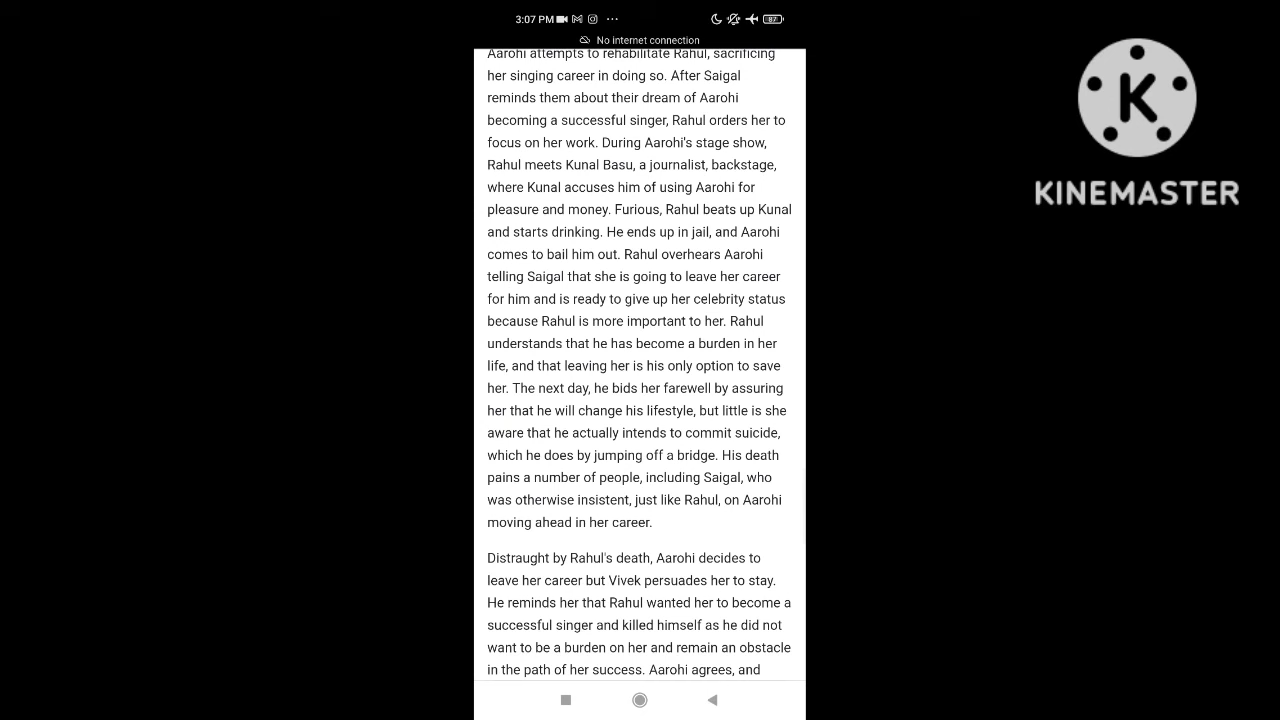 3:07 PM
87
No internet connection
Aarohi attempts to rehabilitate Rahul, sacrificing
her singing career in doing so. After Saigal
reminds them about their dream of Aarohi
becoming a successful singer, Rahul orders her to
focus on her work. During Aarohi's stage show,
Rahul meets Kunal Basu, a journalist, backstage,
where Kunal accuses him of using Aarohi for
pleasure and money. Furious, Rahul beats up Kunal
and starts drinking. He ends up in jail, and Aarohi
comes to bail him out. Rahul overhears Aarohi
telling Saigal that she is going to leave her career
for him and is ready to give up her celebrity status
because Rahul is more important to her. Rahul
understands that he has become a burden in her
life, and that leaving her is his only option to save
her. The next day, he bids her farewell by assuring
her that he will change his lifestyle, but little is she
aware that he actually intends to commit suicide,
which he does by jumping off a bridge. His death
pains a number of people, including Saigal, who
was otherwise insistent, just like Rahul, on Aarohi
moving ahead in her career.
Distraught by Rahul's death, Aarohi decides to
leave her career but Vivek persuades her to stay.
He reminds her that Rahul wanted her to become a
successful singer and killed himself as he did not
want to be a burden on her and remain an obstacle
in the path of her success. Aarohi agrees, and
K
KINEMASTER